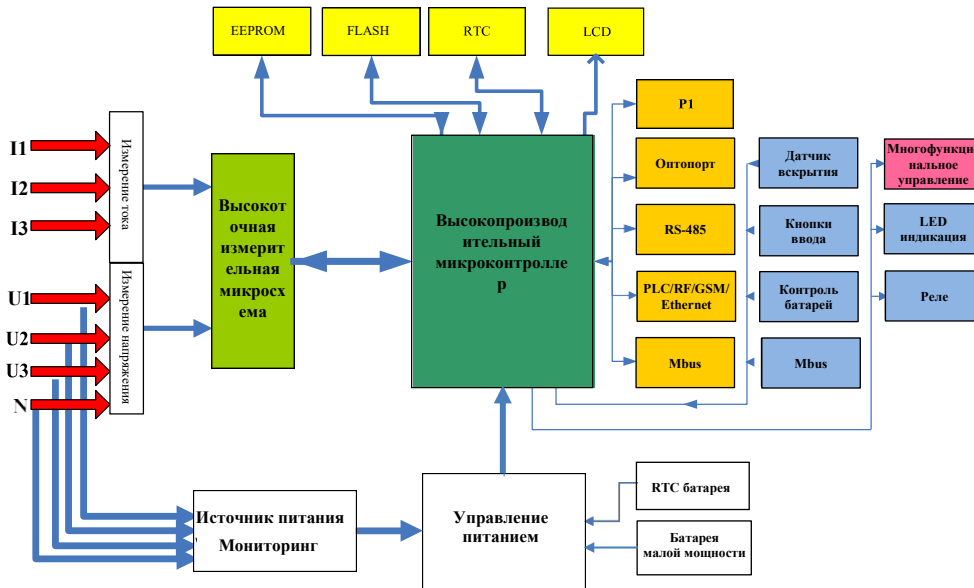 EEPROM
FLASH
RTC
LCD
I1
I2
I3
U1
U2
U3
N
Измерение тока
Измерение напряжения
Высокот
очная
измерит
ельная
микросх
ема
Высокопроизвод
ительный
микроконтролле
р
P1
Оптопорт
RS-485
PLC/RF/GSM/
Ethernet
Mbus
Датчик
вскрытия
Кнопки
ввода
Контроль
батарей
Mbus
Многофункци
нальное
управление
LED
индикация
Реле
Источник питания
Мониторинг
Управление
питанием
RTC батарея
Батарея
малой мощности